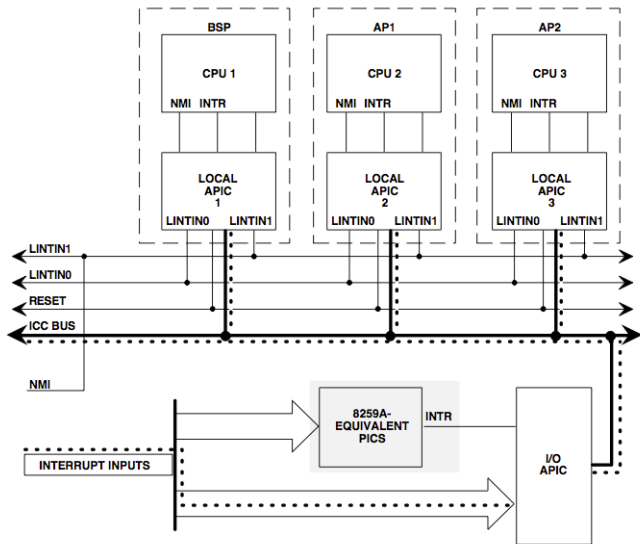 BSP
AP1
AP2
CPU 1
CPU 2
CPU 3
NMI INTR
NMI INTR
NMI INTR
LOCAL
APIC
1
LOCAL
APIC
2
LOCAL
APIC
3
LINTIN0 LINTIN1
LINTIN0 LINTIN1
LINTIN0 LINTIN1
LINTIN1
LINTIN0
RESET
ICC BUS
NMI
8259A-
EQUIVALENT
PICS
INTR
INTERRUPT INPUTS
I/O
APIC